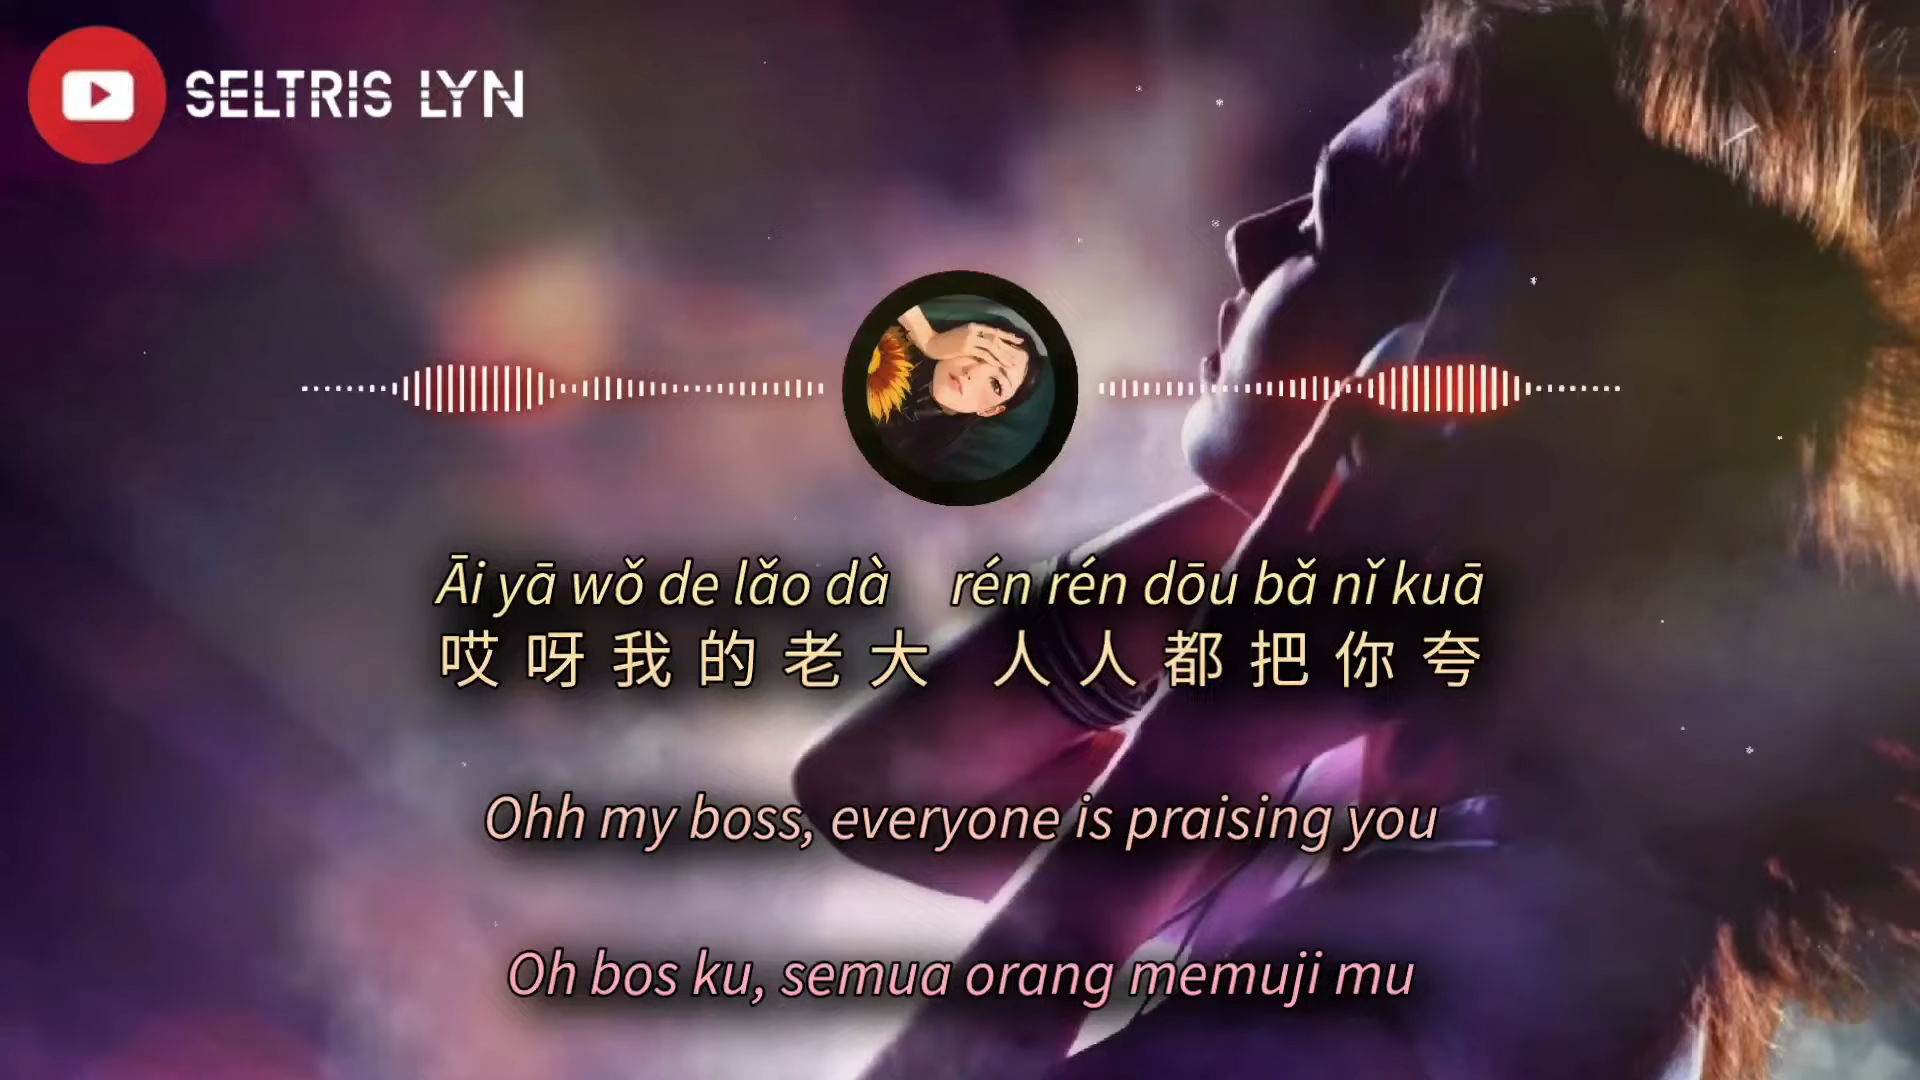 SELTRIS LYN
Āi yā wǒ de lǎo dà rén rén dōu bǎ nǐ kuā
哎呀我的老大 人人都把你夸
Ohh my boss, everyone is praising you
Oh bos ku, semua orang memuji mu